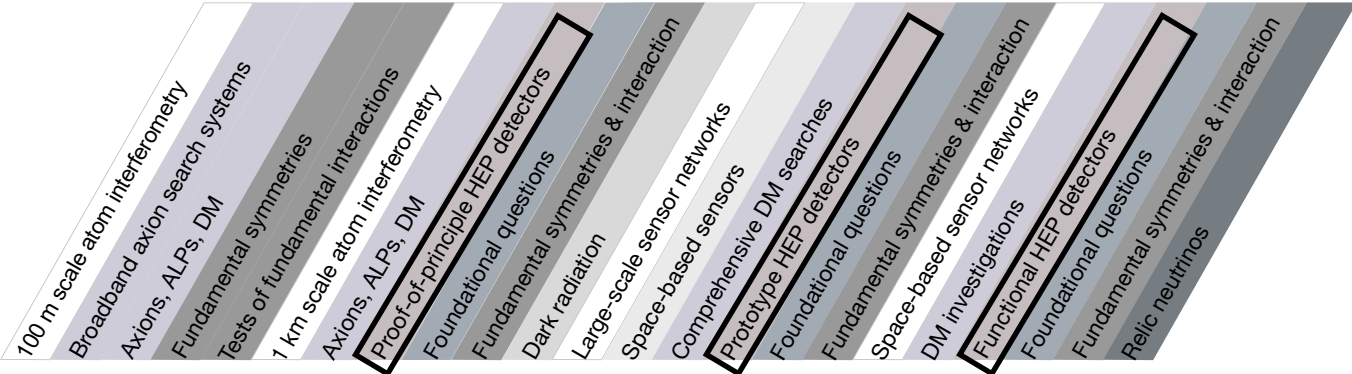 100 m scale atom interferometry
Broadband axion search systems
Axions, ALPs, DM
Fundamental symmetries
Tests of fundamental interactions
1 km scale atom interferometry
Axions, ALPs, DM
Proof-of-principle HEP detectors
Foundational questions
Fundamental symmetries & interaction
Dark radiation
Large-scale sensor networks
Space-based sensors
Comprehensive DM searches
Prototype HEP detectors
Foundational questions
Fundamental symmetries & interaction
Space-based sensor networks
DM investigations
Functional HEP detectors
Foundational questions
Fundamental symmetries & interaction
Relic neutrinos